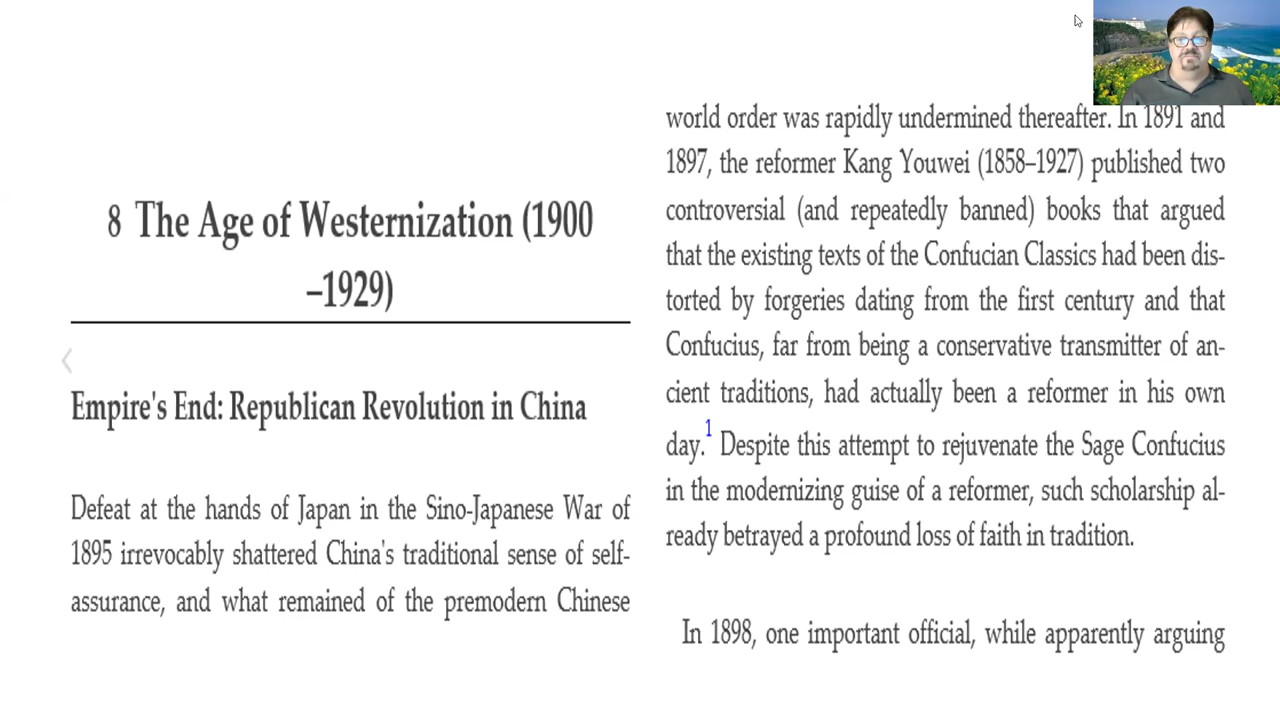 8 The Age of Westernization (1900
–1929)
Empire's End: Republican Revolution in China
Defeat at the hands of Japan in the Sino-Japanese War of
1895 irrevocably shattered China's traditional sense of self-
assurance, and what remained of the premodern Chinese
world order was rapidly undermined thereafter. In 1891 and
1897, the reformer Kang Youwei (1858–1927) published two
controversial (and repeatedly banned) books that argued
that the existing texts of the Confucian Classics had been dis-
torted by forgeries dating from the first century and that
Confucius, far from being a conservative transmitter of an-
cient traditions, had actually been a reformer in his own
day.1 Despite this attempt to rejuvenate the Sage Confucius
in the modernizing guise of a reformer, such scholarship al-
ready betrayed a profound loss of faith in tradition.
In 1898, one important official, while apparently arguing